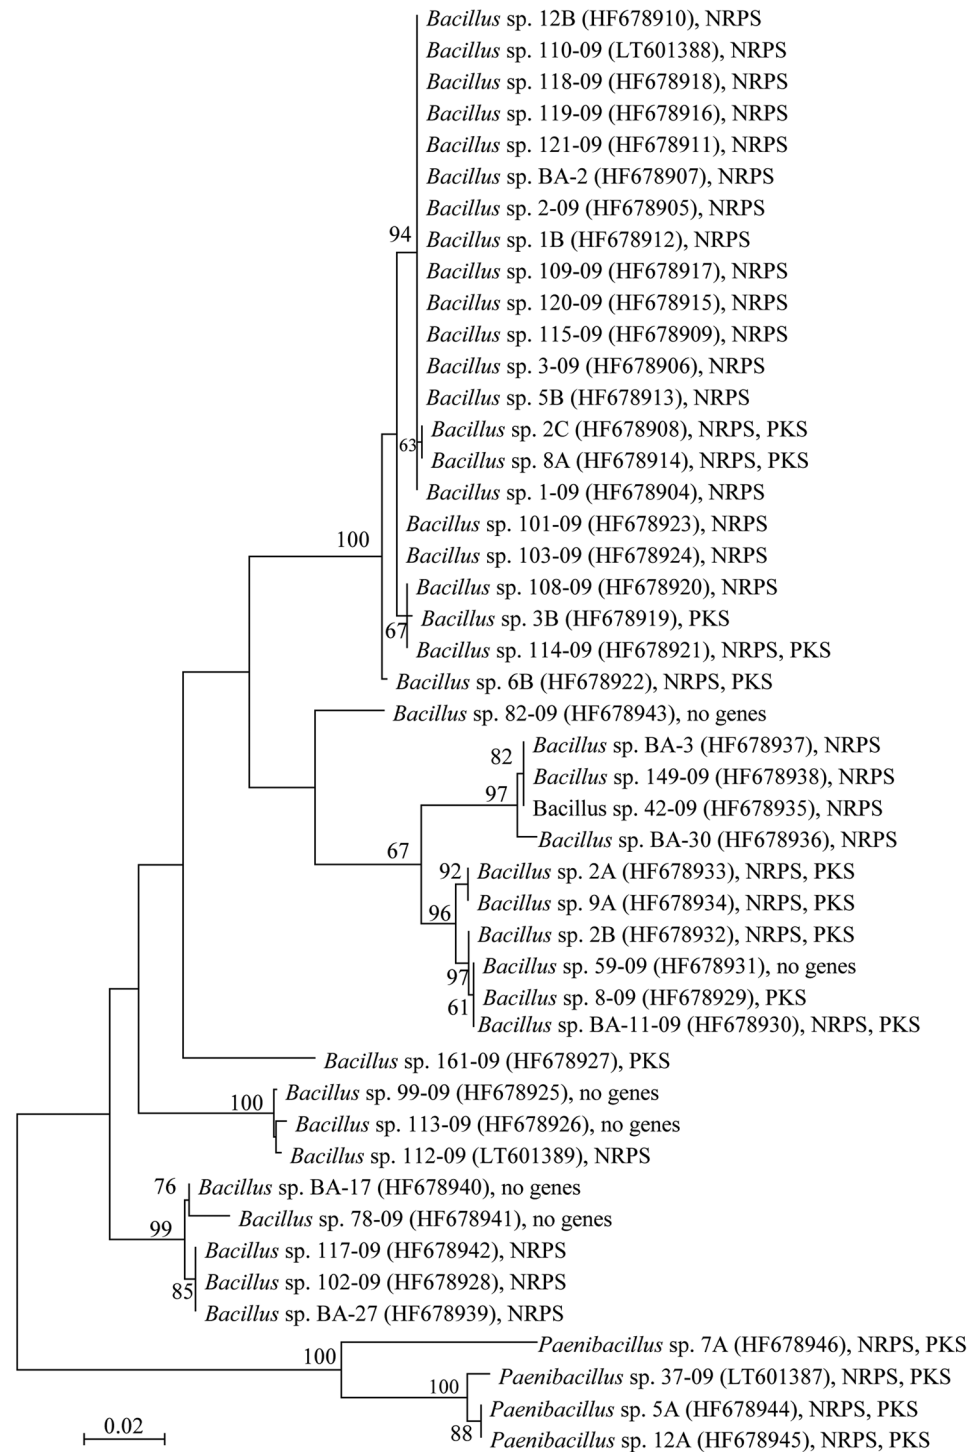 Bacillus sp. 12B (HF678910), NRPS
Bacillus sp. 110-09 (LT601388), NRPS
Bacillus sp. 118-09 (HF678918), NRPS
Bacillus sp. 119-09 (HF678916), NRPS
Bacillus sp. 121-09 (HF678911), NRPS
Bacillus sp. BA-2 (HF678907), NRPS
Bacillus sp. 2-09 (HF678905), NRPS
94
Bacillus sp. 1B (HF678912), NRPS
Bacillus sp. 109-09 (HF678917), NRPS
Bacillus sp. 120-09 (HF678915), NRPS
Bacillus sp. 115-09 (HF678909), NRPS
Bacillus sp. 3-09 (HF678906), NRPS
Bacillus sp. 5B (HF678913), NRPS
Bacillus sp. 2C (HF678908), NRPS, PKS
63
Bacillus sp. 8A (HF678914), NRPS, PKS
Bacillus sp. 1-09 (HF678904), NRPS
Bacillus sp. 101-09 (HF678923), NRPS
100
Bacillus sp. 103-09 (HF678924), NRPS
Bacillus sp. 108-09 (HF678920), NRPS
Bacillus sp. 3B (HF678919), PKS
67
Bacillus sp. 114-09 (HF678921), NRPS, PKS
Bacillus sp. 6B (HF678922), NRPS, PKS
Bacillus sp. 82-09 (HF678943), no genes
Bacillus sp. BA-3 (HF678937), NRPS
82
Bacillus sp. 149-09 (HF678938), NRPS
97
Bacillus sp. 42-09 (HF678935), NRPS
Bacillus sp. BA-30 (HF678936), NRPS
67
Bacillus sp. 2A (HF678933), NRPS, PKS
92
Bacillus sp. 9A (HF678934), NRPS, PKS
96
Bacillus sp. 2B (HF678932), NRPS, PKS
Bacillus sp. 59-09 (HF678931), no genes
97
Bacillus sp. 8-09 (HF678929), PKS
61
Bacillus sp. BA-11-09 (HF678930), NRPS, PKS
Bacillus sp. 161-09 (HF678927), PKS
Bacillus sp. 99-09 (HF678925), no genes
100
Bacillus sp. 113-09 (HF678926), no genes
Bacillus sp. 112-09 (LT601389), NRPS
76
Bacillus sp. BA-17 (HF678940), no genes
Bacillus sp. 78-09 (HF678941), no genes
99
Bacillus sp. 117-09 (HF678942), NRPS
Bacillus sp. 102-09 (HF678928), NRPS
85
Bacillus sp. BA-27 (HF678939), NRPS
Paenibacillus sp. 7A (HF678946), NRPS, PKS
100
Paenibacillus sp. 37-09 (LT601387), NRPS, PKS
100
Paenibacillus sp. 5A (HF678944), NRPS, PKS
88
Paenibacillus sp. 12A (HF678945), NRPS, PKS
0.02